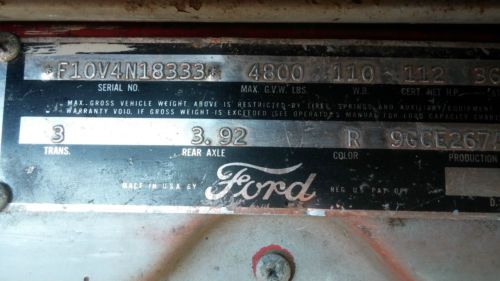 *F10V4N18333* 4800 110 112
SERIAL NO. MAX. G.V.W. LBS. W.B. CERT. NET H.P.
MAX. GROSS VEHICLE WEIGHT ABOVE IS RESTRICTED BY TIRES, SPRINGS AND AUXILIARY EQUIPMENT
WARRANTY VOID, IF GROSS WEIGHT IS EXCEEDED (SEE OPERATOR'S MANUAL FOR LOAD CAPACITY
3 3.92 R 9GCE267
TRANS. REAR AXLE COLOR PRODUCTION
MADE IN U.S.A. BY Ford REG. US. PAT. OFF.
D.